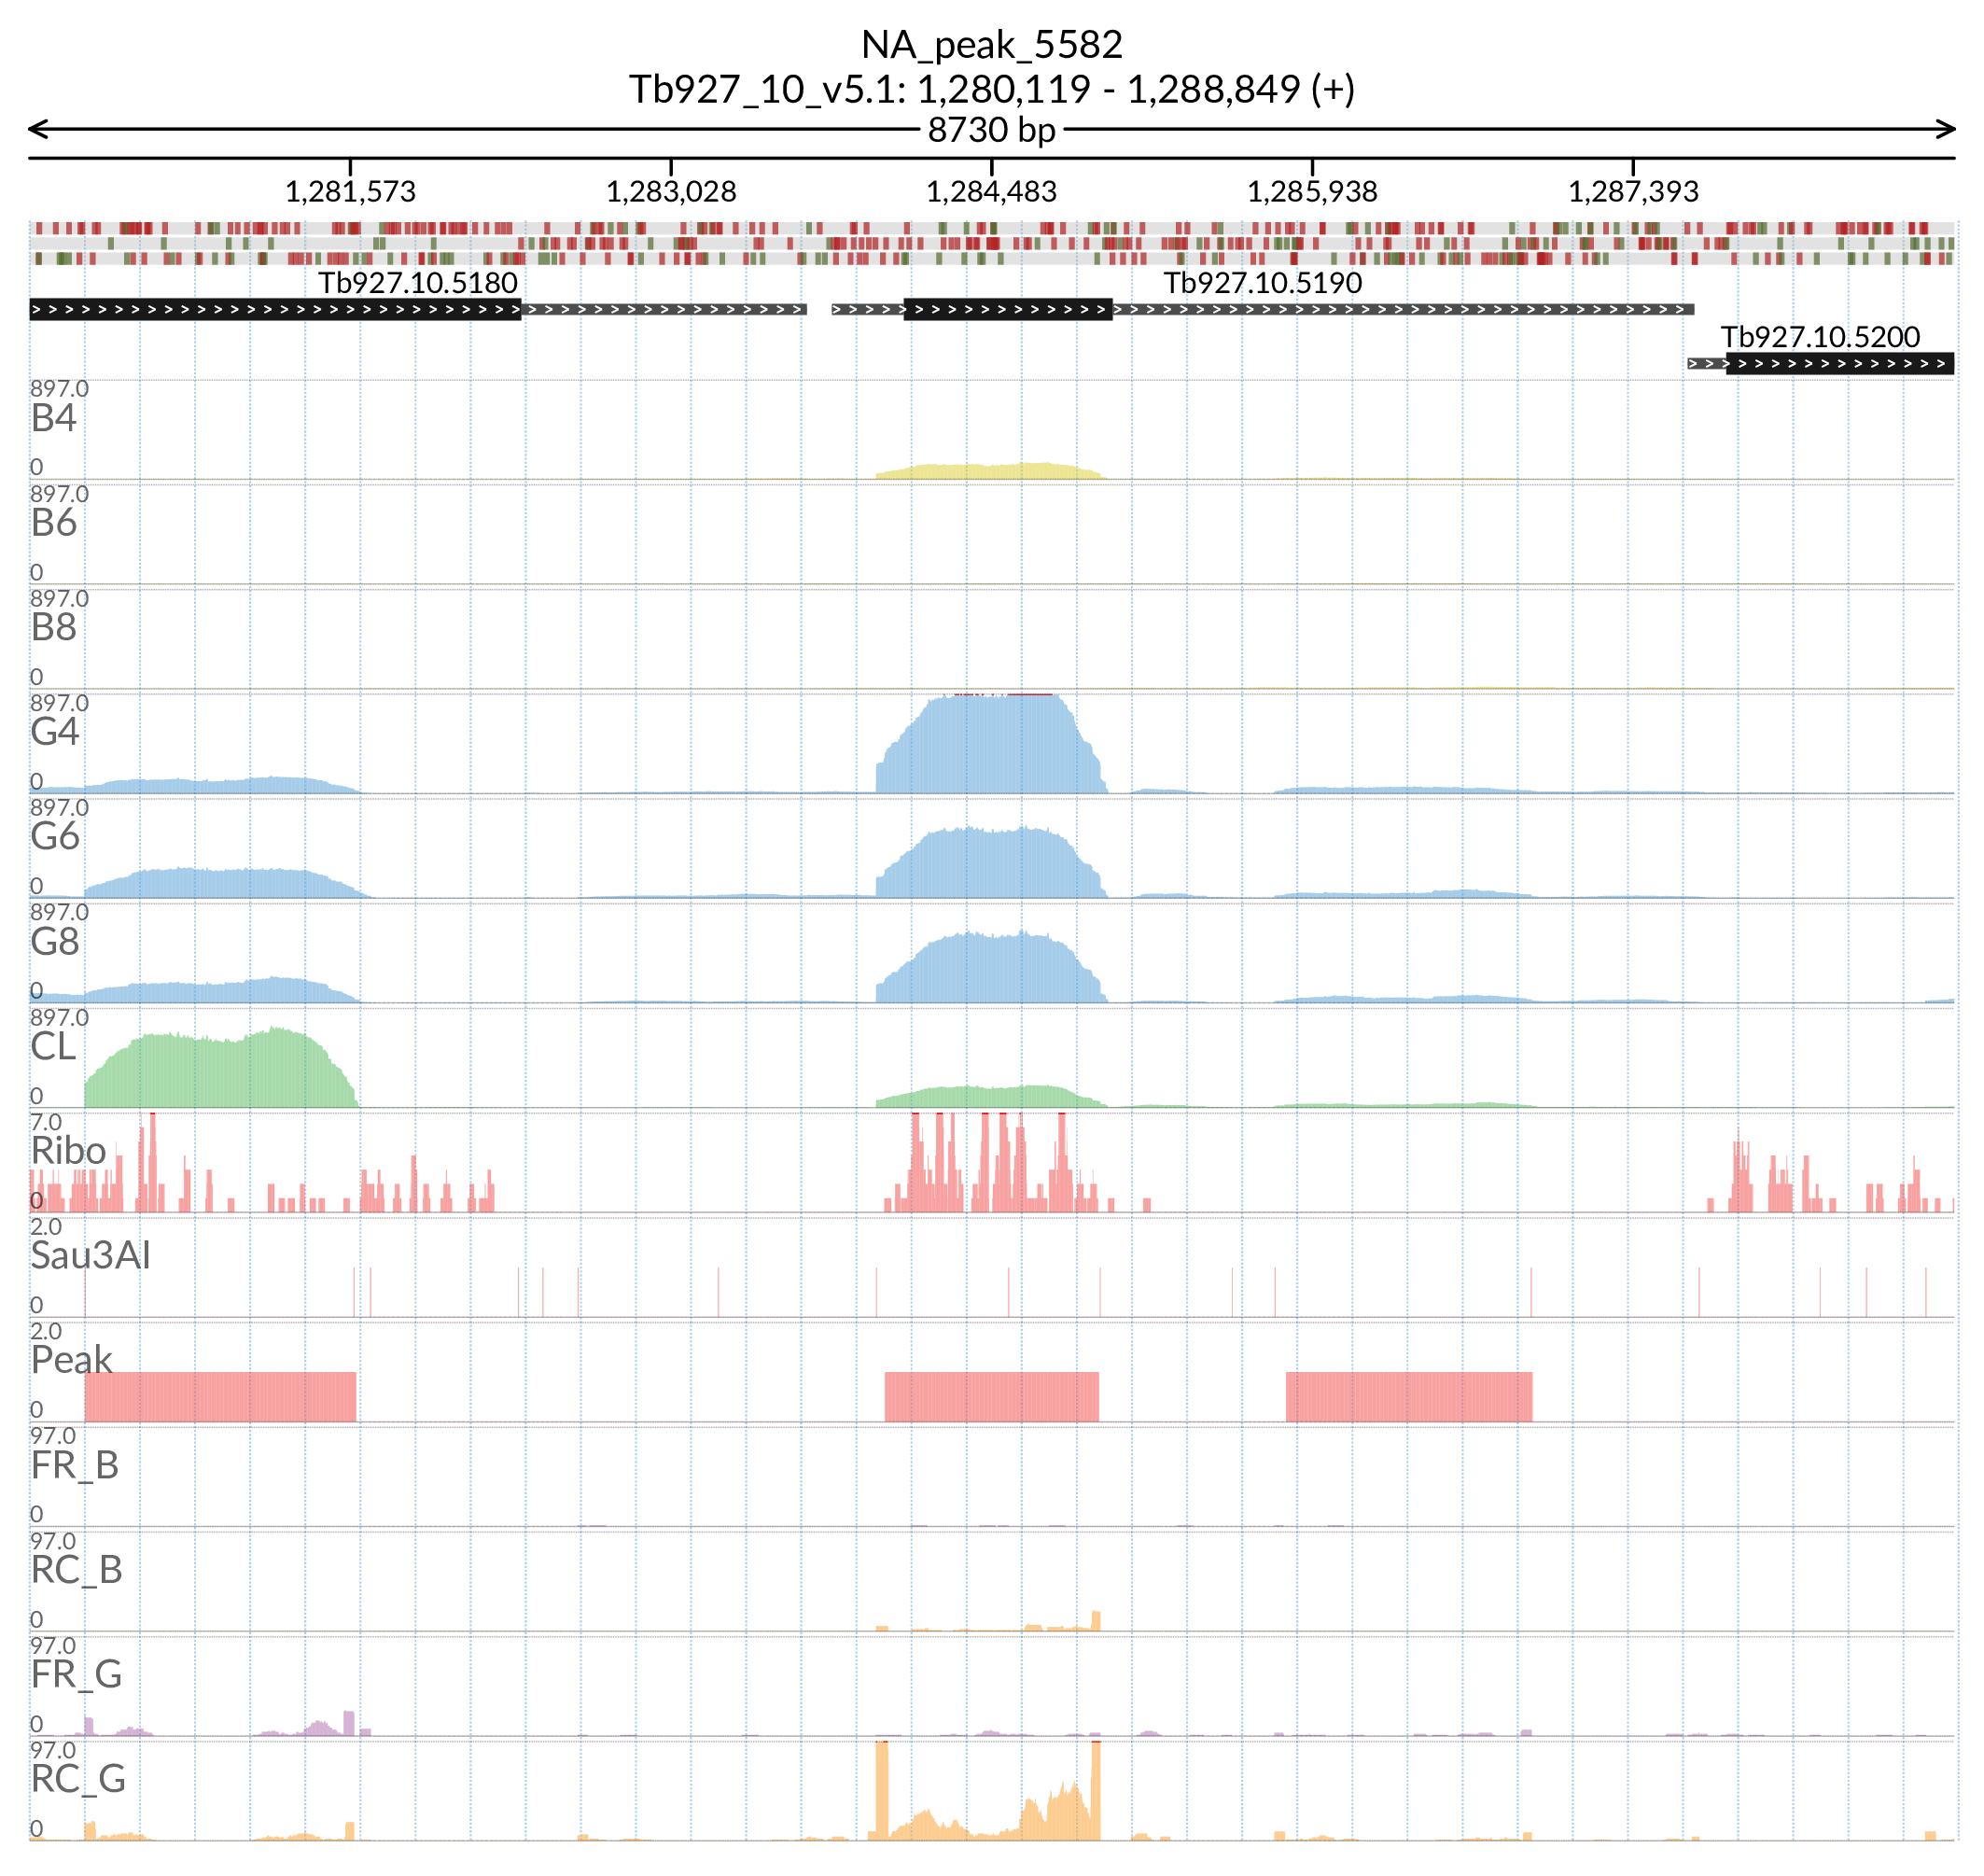 NA_peak_5582
Tb927_10_v5.1: 1,280,119 - 1,288,849 (+)
8730 bp
1,281,573 1,283,028 1,284,483 1,285,938 1,287,393
Tb927.10.5180 Tb927.10.5190
Tb927.10.5200
897.0
B4
0
897.0
B6
0
897.0
B8
0
897.0
G4
0
897.0
G6
0
897.0
G8
0
897.0
CL
0
7.0
Ribo
0
2.0
Sau3AI
0
2.0
Peak
0
97.0
FR_B
0
97.0
RC_B
0
97.0
FR_G
0
97.0
RC_G
0